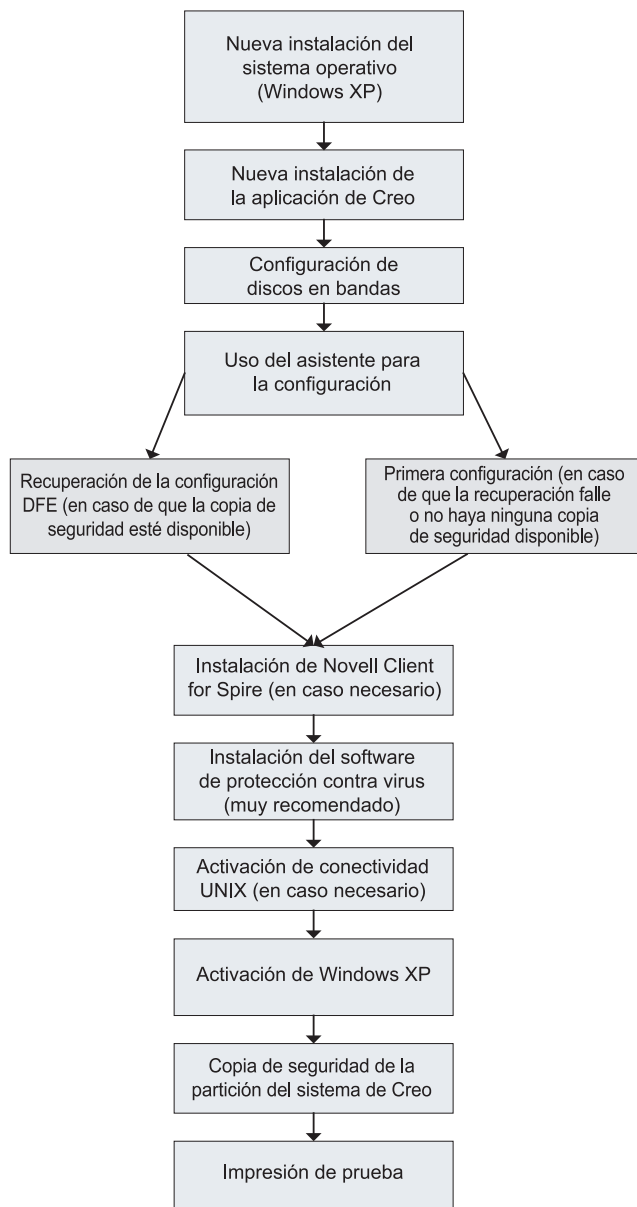 Nueva instalación del
sistema operativo
(Windows XP)
Nueva instalación de
la aplicación de Creo
Configuración de
discos en bandas
Uso del asistente para
la configuración
Recuperación de la configuración
DFE (en caso de que la copia de
seguridad esté disponible)
Primera configuración (en caso
de que la recuperación falle
o no haya ninguna copia
de seguridad disponible)
Instalación de Novell Client
for Spire (en caso necesario)
Instalación del software
de protección contra virus
(muy recomendado)
Activación de conectividad
UNIX (en caso necesario)
Activación de Windows XP
Copia de seguridad de la
partición del sistema de Creo
Impresión de prueba